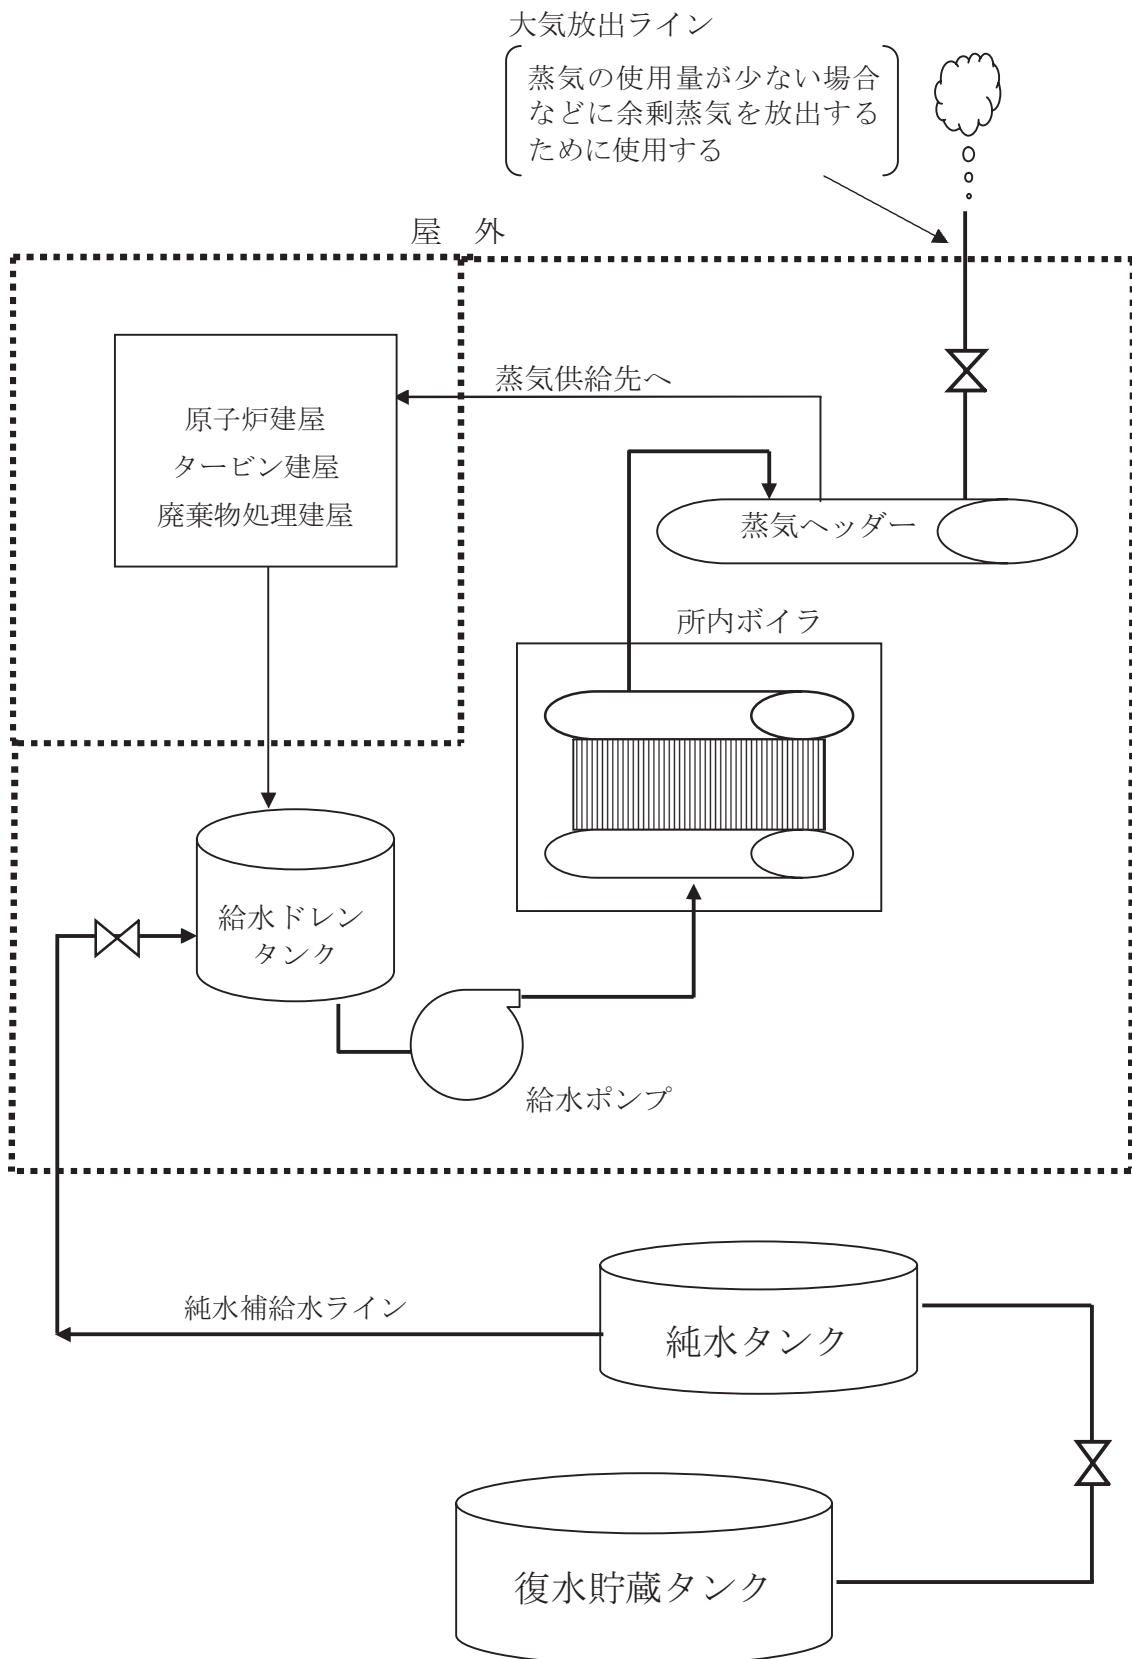 大気放出ライン
蒸気の使用量が少ない場合
などに余剰蒸気を放出する
ために使用する
屋 外
蒸気供給先へ
原子炉建屋
タービン建屋
廃棄物処理建屋
蒸気ヘッダー
所内ボイラ
給水ドレン
タンク
給水ポンプ
純水補給水ライン
純水タンク
復水貯蔵タンク